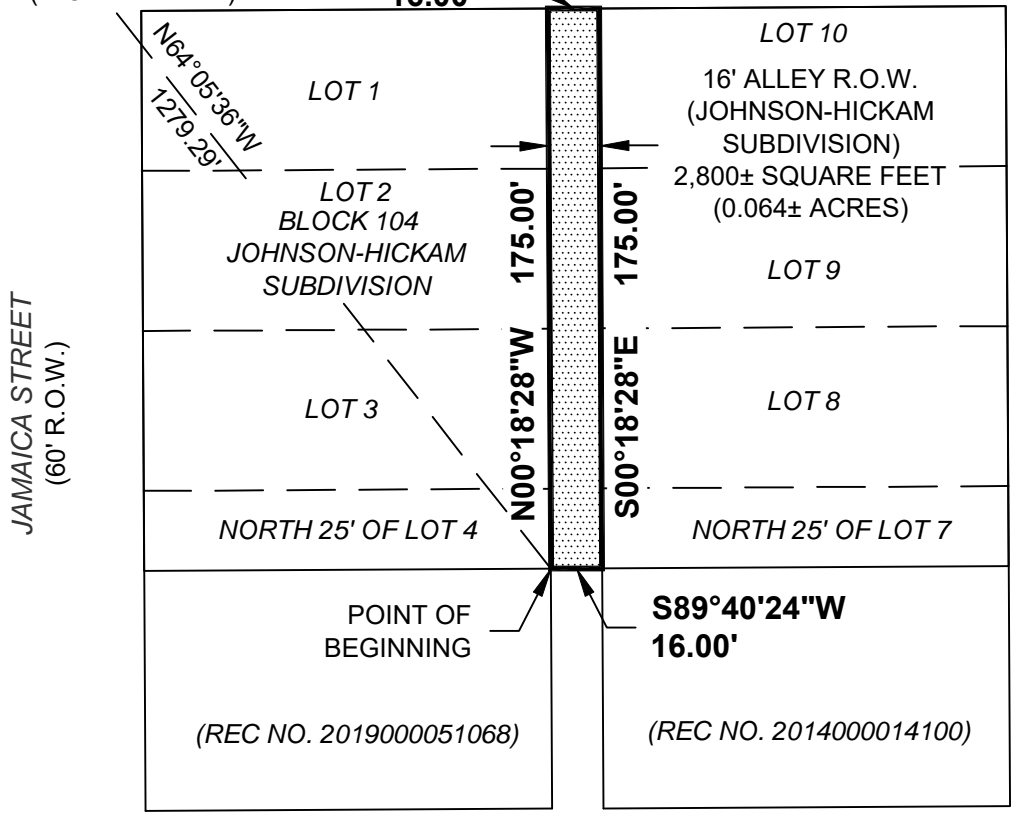 16.00'
N64°05'36"W
1279.29'
LOT 1
LOT 10
16' ALLEY R.O.W.
(JOHNSON-HICKAM
SUBDIVISION)
2,800± SQUARE FEET
(0.064± ACRES)
LOT 2
BLOCK 104
JOHNSON-HICKAM
SUBDIVISION
175.00'
175.00'
LOT 9
JAMAICA STREET
(60' R.O.W.)
LOT 3
N00°18'28"W
S00°18'28"E
LOT 8
NORTH 25' OF LOT 4
NORTH 25' OF LOT 7
POINT OF
BEGINNING
S89°40'24"W
16.00'
(REC NO. 2019000051068)
(REC NO. 2014000014100)